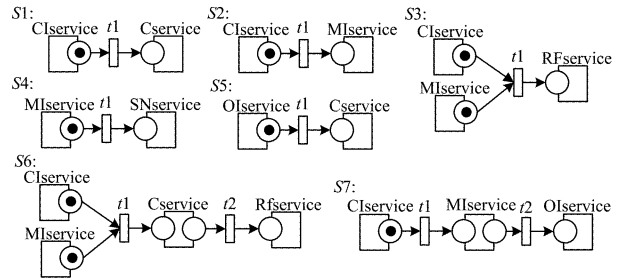 S1:
CIservice t1 Cservice
S2:
CIservice t1 MIservice
S3:
CIservice
t1 RFservice
MIservice
S4:
MIservice t1 SNservice
S5:
OIservice t1 Cservice
S6:
CIservice
t1 Cservice t2 Rfservice
MIservice
S7:
CIservice t1 MIservice t2 OIservice